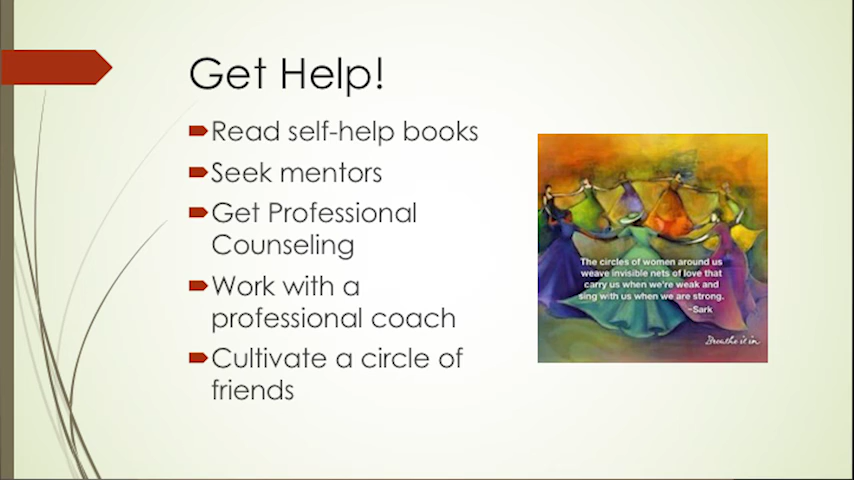 Get Help!
Read self-help books
Seek mentors
Get Professional
Counseling
Work with a
professional coach
Cultivate a circle of
friends
The circles of women around us
weave invisible nets of love that
carry us when we're weak and
sing with us when we are strong.
~Sark
Breathe it in